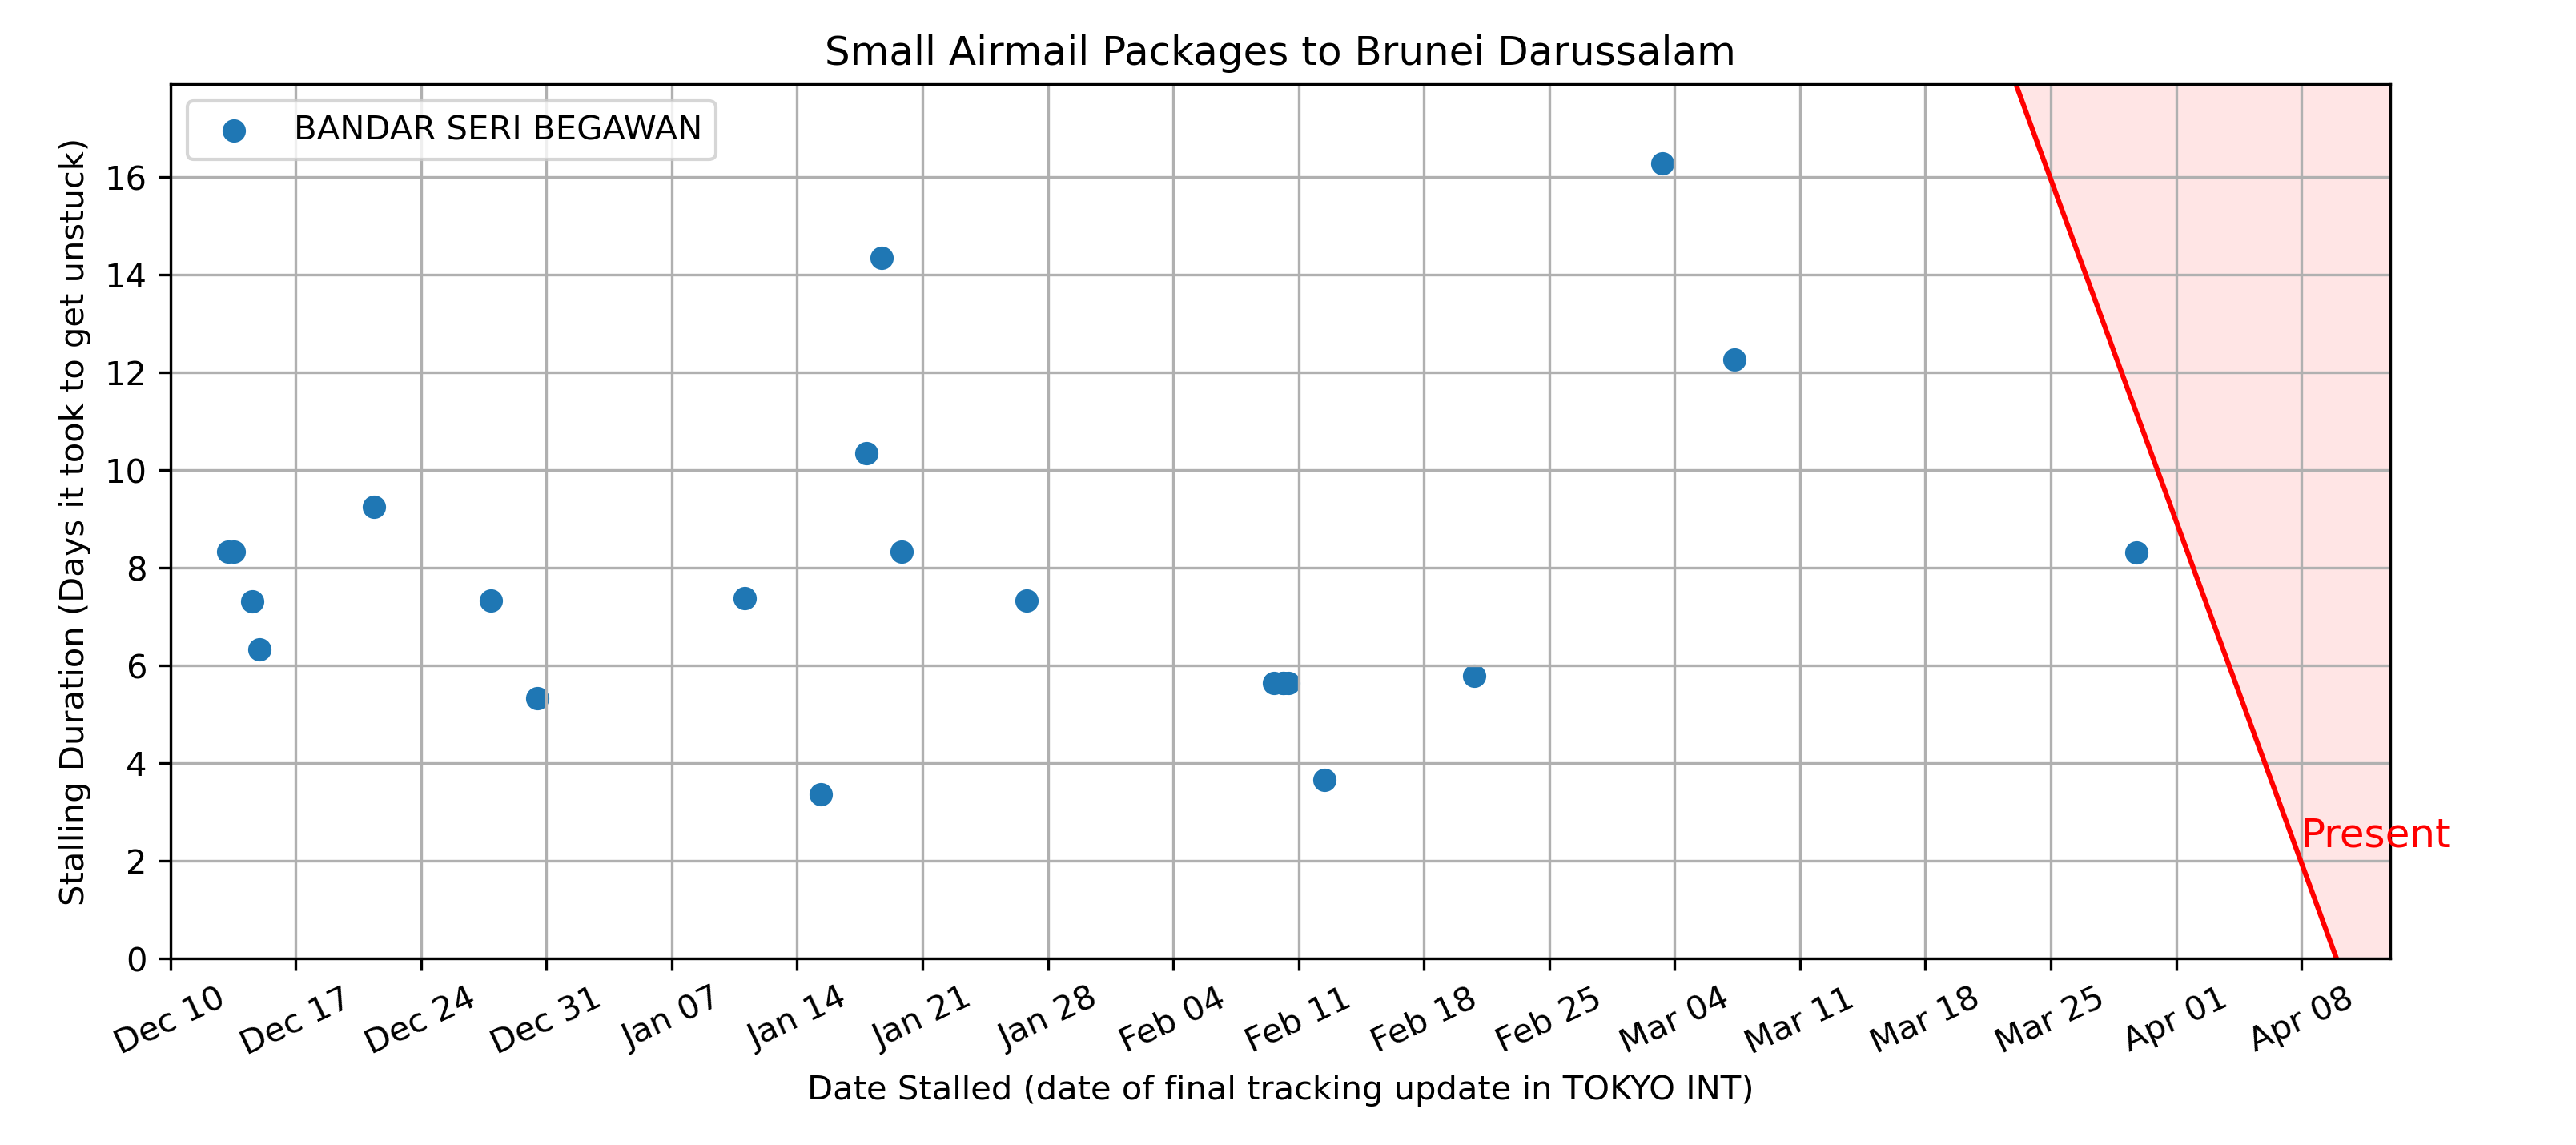 Small Airmail Packages to Brunei Darussalam
BANDAR SERI BEGAWAN
Stalling Duration (Days it took to get unstuck)
16
14
12
10
8
6
4
2
0
Present
Dec 10
Dec 17
Dec 24
Dec 31
Jan 07
Jan 14
Jan 21
Jan 28
Feb 04
Feb 11
Feb 18
Feb 25
Mar 04
Mar 11
Mar 18
Mar 25
Apr 01
Apr 08
Date Stalled (date of final tracking update in TOKYO INT)